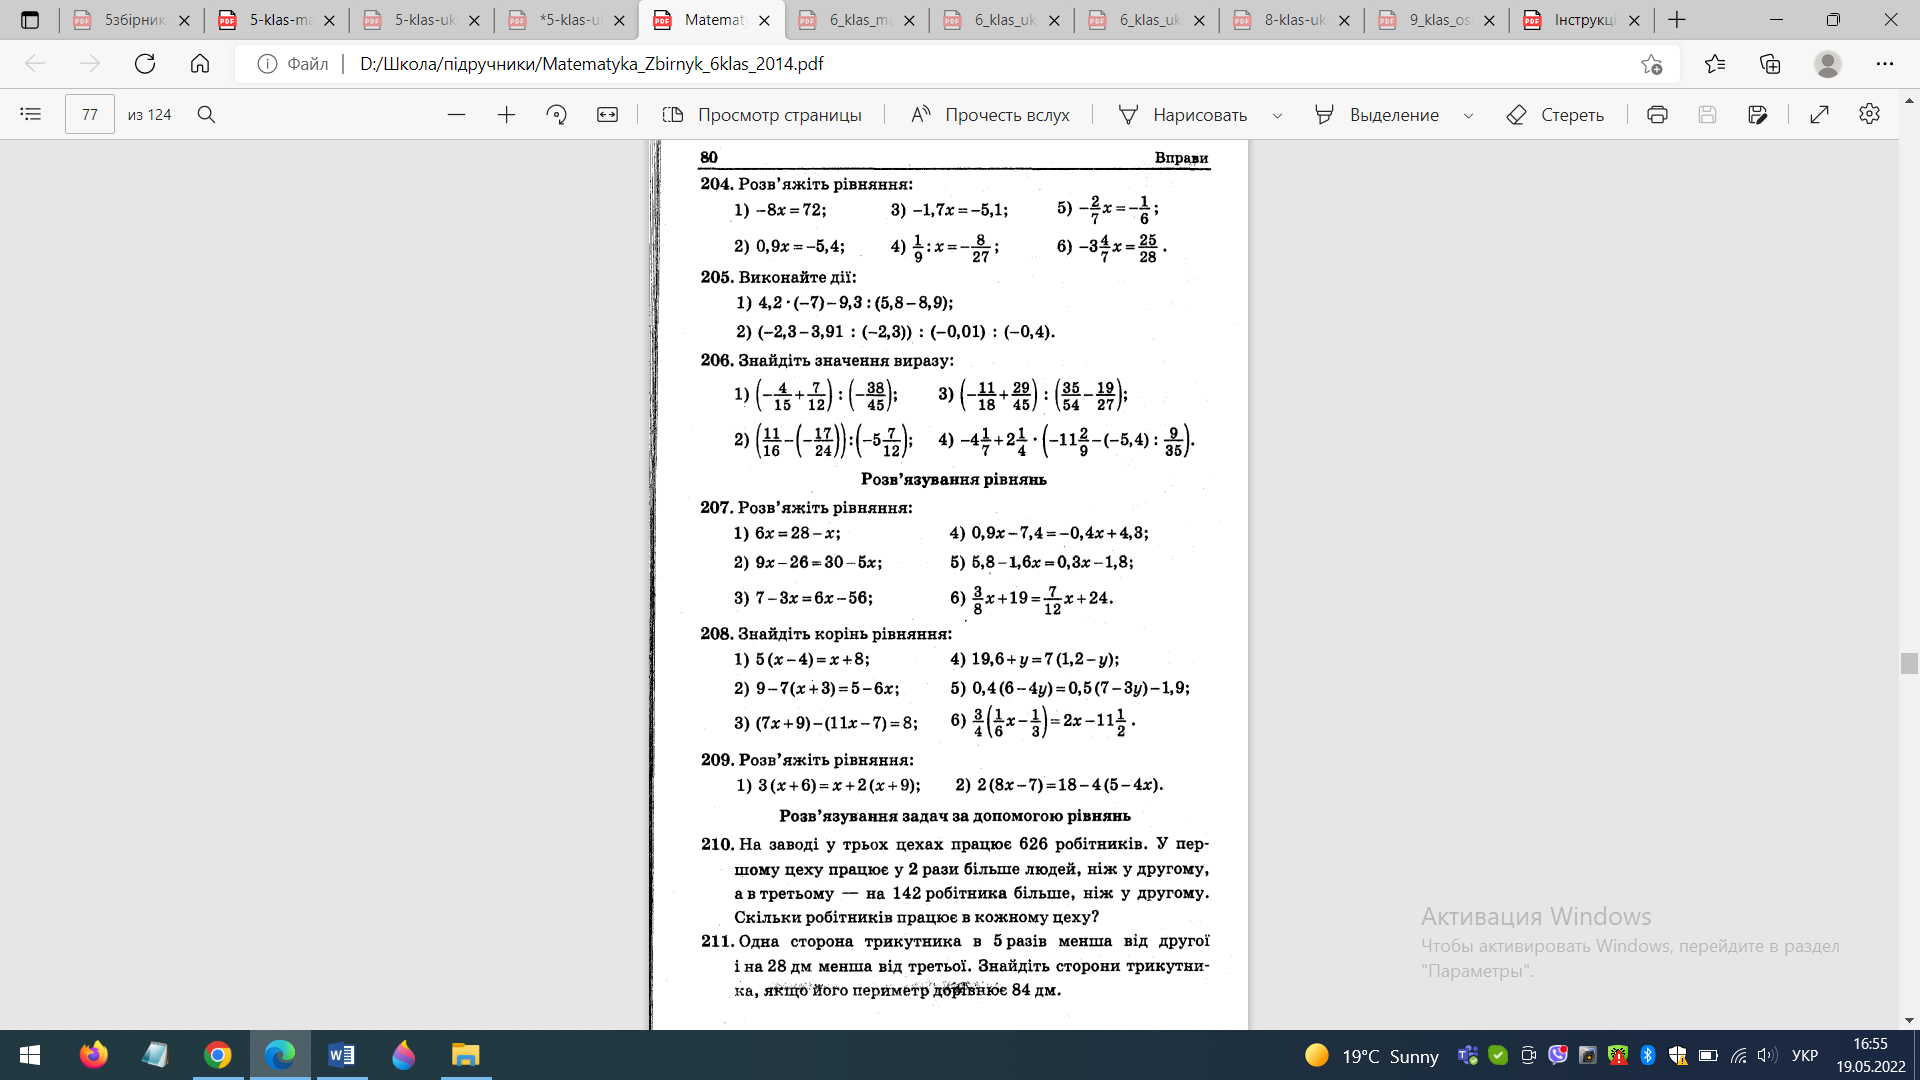 5збірник
5-klas-ma
5-klas-uk
*5-klas-u
Matemat
6_klas_ma
6_klas_uk
6_klas_uk
8-klas-uk
9_klas_os
Інструкці
Файл | D:/Школа/підручники/Matematyka_Zbirnyk_6klas_2014.pdf
77 из 124 Просмотр страницы Прочесть вслух Нарисовать Выделение Стереть
80 Вправи
204. Розв'яжіть рівняння:
1) −8x=72; 3) −1,7x=−5,1; 5) −2/7 x=−1/6;
2) 0,9x=−5,4; 4) 1/9 : x=−8/27; 6) −3 4/7 x=25/28.
205. Виконайте дії:
1) 4,2·(−7)−9,3:(5,8−8,9);
2) (−2,3−3,91 : (−2,3)) : (−0,01) : (−0,4).
206. Знайдіть значення виразу:
1) (−4/15+7/12) : (−38/45); 3) (−11/18+29/45) : (35/54−19/27);
2) (11/16−(−17/24)):(−5 7/12); 4) −4 1/7+2 1/4·(−11 2/9−(−5,4) : 9/35).
Розв'язування рівнянь
207. Розв'яжіть рівняння:
1) 6x=28−x; 4) 0,9x−7,4=−0,4x+4,3;
2) 9x−26=30−5x; 5) 5,8−1,6x=0,3x−1,8;
3) 7−3x=6x−56; 6) 3/8 x+19=7/12 x+24.
208. Знайдіть корінь рівняння:
1) 5(x−4)=x+8; 4) 19,6+y=7(1,2−y);
2) 9−7(x+3)=5−6x; 5) 0,4(6−4y)=0,5(7−3y)−1,9;
3) (7x+9)−(11x−7)=8; 6) 3/4(1/6 x−1/3)=2x−11 1/2.
209. Розв'яжіть рівняння:
1) 3(x+6)=x+2(x+9); 2) 2(8x−7)=18−4(5−4x).
Розв'язування задач за допомогою рівнянь
210. На заводі у трьох цехах працює 626 робітників. У пер-
шому цеху працює у 2 рази більше людей, ніж у другому,
а в третьому — на 142 робітника більше, ніж у другому.
Скільки робітників працює в кожному цеху?
211. Одна сторона трикутника в 5 разів менша від другої
і на 28 дм менша від третьої. Знайдіть сторони трикутни-
ка, якщо його периметр дорівнює 84 дм.
Активация Windows
Чтобы активировать Windows, перейдите в раздел
"Параметры".
19°C Sunny УКР 16:55
19.05.2022